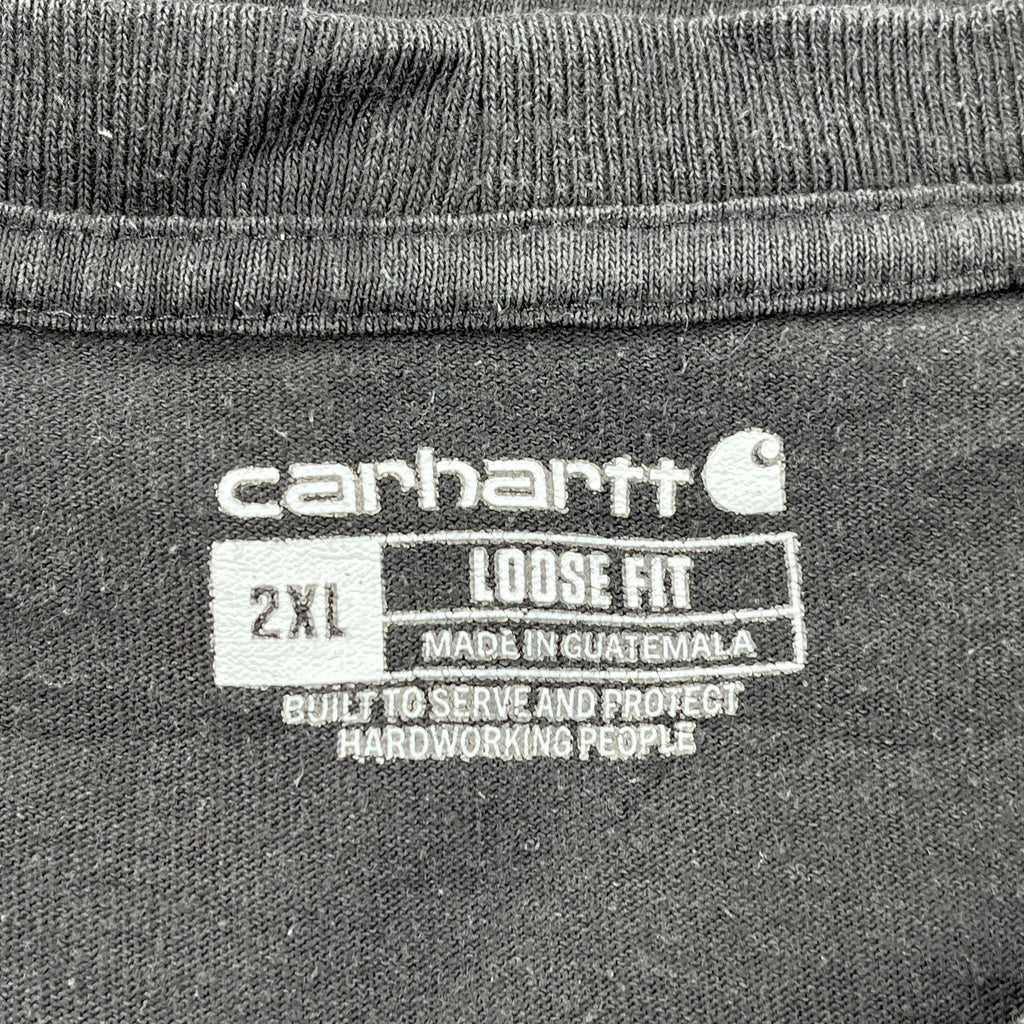 carhartt
2XL
LOOSE FIT
MADE IN GUATEMALA
BUILT TO SERVE AND PROTECT
HARDWORKING PEOPLE